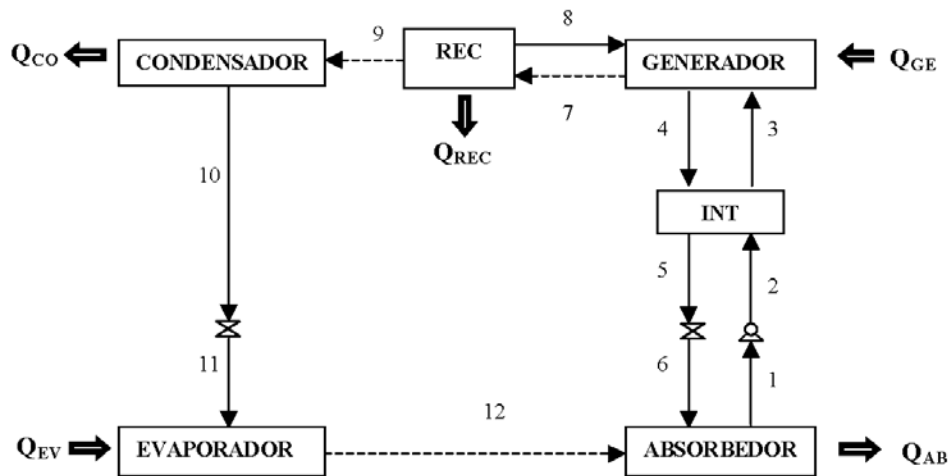 Q_CO
CONDENSADOR
9
REC
8
GENERADOR
Q_GE
7
Q_REC
4
3
10
INT
5
2
11
6
1
12
Q_EV
EVAPORADOR
ABSORBEDOR
Q_AB